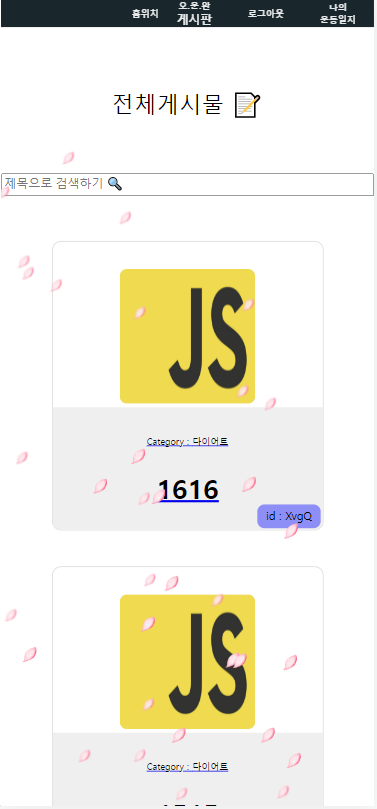 홈위치
오.운.완
게시판
로그아웃
나의
운동일지
전체게시물 📝
제목으로 검색하기 🔍
JS
Category : 다이어트
1616
id : XvgQ
JS
Category : 다이어트